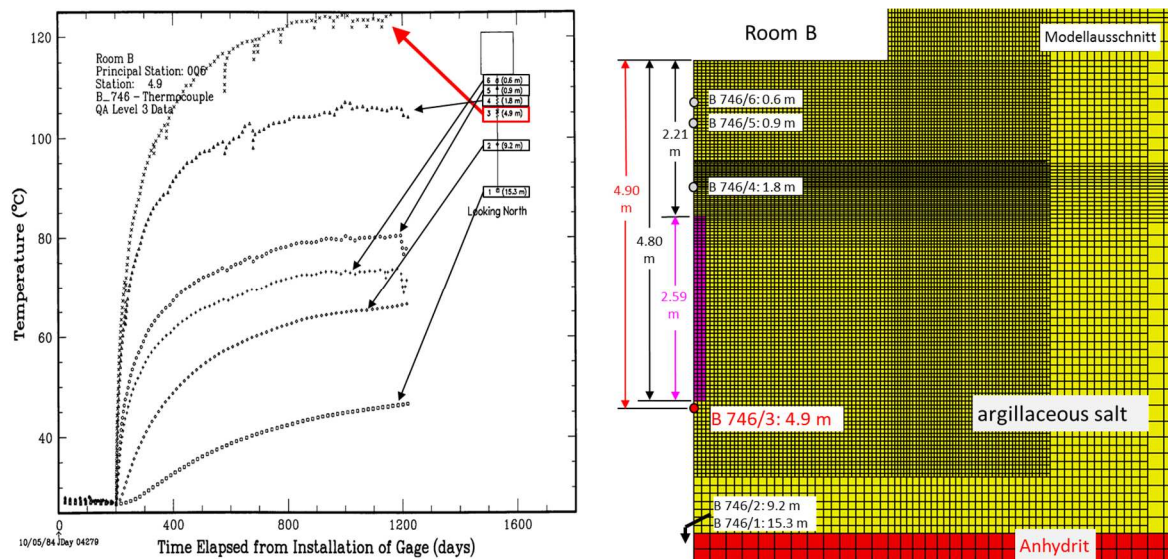 120
100
80
60
40
Temperature (°C)
Room B
Principal Station: 006
Station: 4.9
B_746 - Thermocouple
QA Level 3 Data
6 (0.6 m)
5 (0.9 m)
4 (1.8 m)
3 (4.9 m)
2 (9.2 m)
1 (15.3 m)
Looking North
0 400 800 1200 1600
10/05/84 Day 04279
Time Elapsed from Installation of Gage (days)
Room B
Modellausschnitt
B 746/6: 0.6 m
B 746/5: 0.9 m
2.21
m
B 746/4: 1.8 m
4.90
m
4.80
m
2.59
m
B 746/3: 4.9 m
argillaceous salt
B 746/2: 9.2 m
B 746/1: 15.3 m
Anhydrit